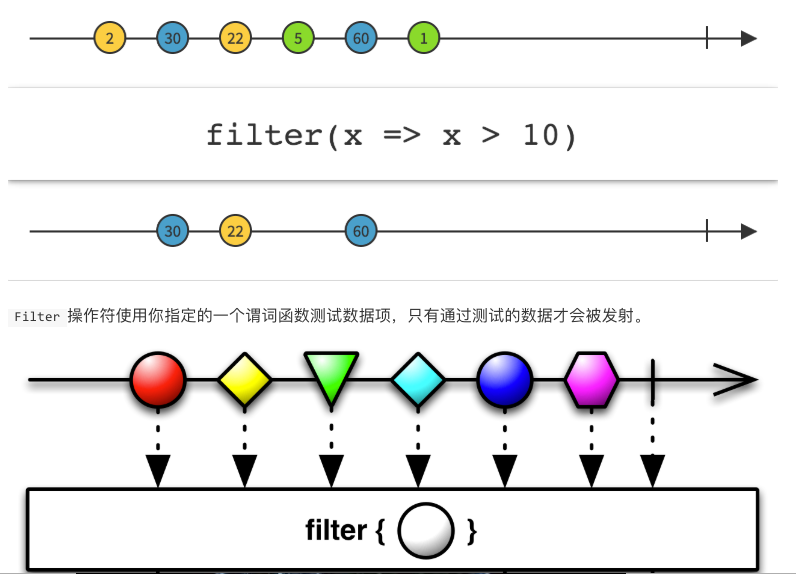 2 30 22 5 60 1
filter(x => x > 10)
30 22 60
Filter 操作符使用你指定的一个谓词函数测试数据项，只有通过测试的数据才会被发射。
filter { }